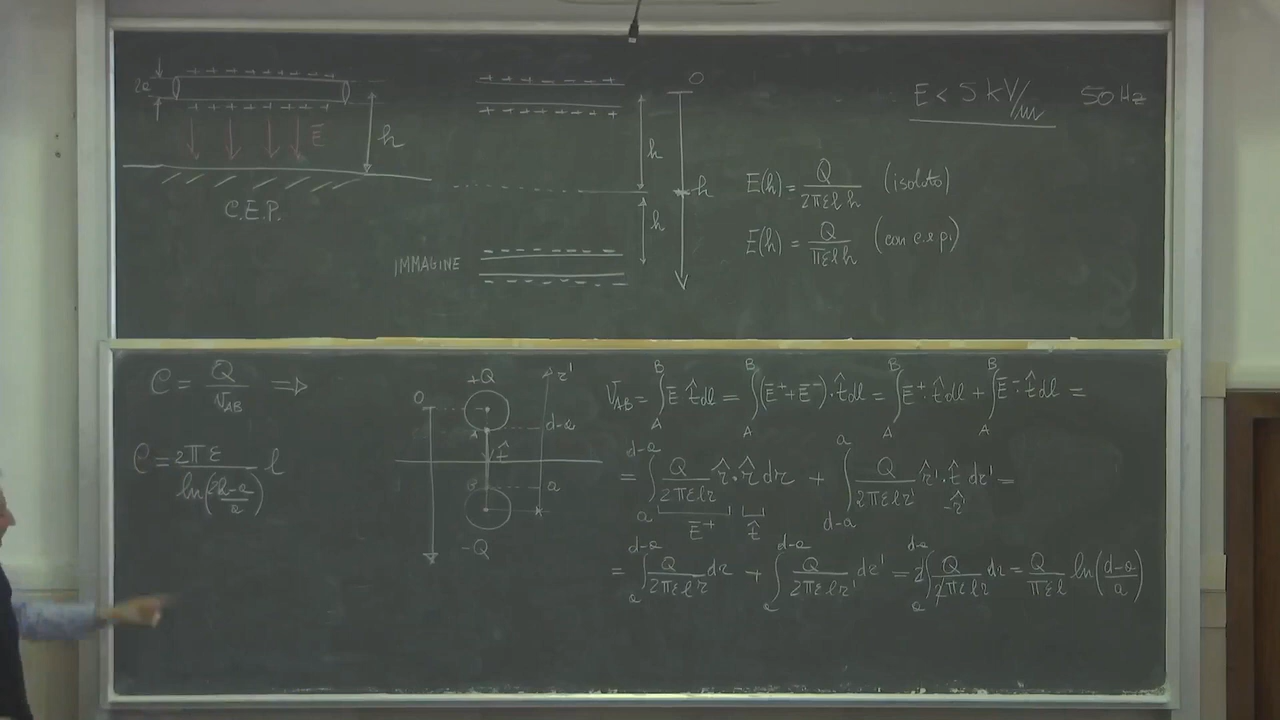 2a
+ + + + + + + + +
+ + + + + + + + +
E̅
h
C.E.P.
+ + - - - + +
+ + + + + + +
h
h
IMMAGINE
O
h
E < 5 kV/m
50 Hz
E(h) = Q / 2πεlh (isolato)
E(h) = Q / πεlh (con c.e.p.)
C = Q / V_AB ⇒
C = 2πε / ln((2h-a)/a) l
O
+Q
A
t̂
B
-Q
r'
d-a
a
V_AB = ∫_A^B E̅·t̂ dl = ∫_A^B (E̅⁺+E̅⁻)·t̂ dl = ∫_A^B E̅⁺·t̂ dl + ∫_A^B E̅⁻·t̂ dl =
= ∫_a^{d-a} Q/(2πεlr) r̂·r̂ dr + ∫_{d-a}^a Q/(2πεlr') r̂'·t̂ dr' =
E̅⁺ t̂ -r̂'
= ∫_a^{d-a} Q/(2πεlr) dr + ∫_a^{d-a} Q/(2πεlr') dr' = 2∫_a^{d-a} Q/(2πεlr) dr = Q/(πεl) ln((d-a)/a)